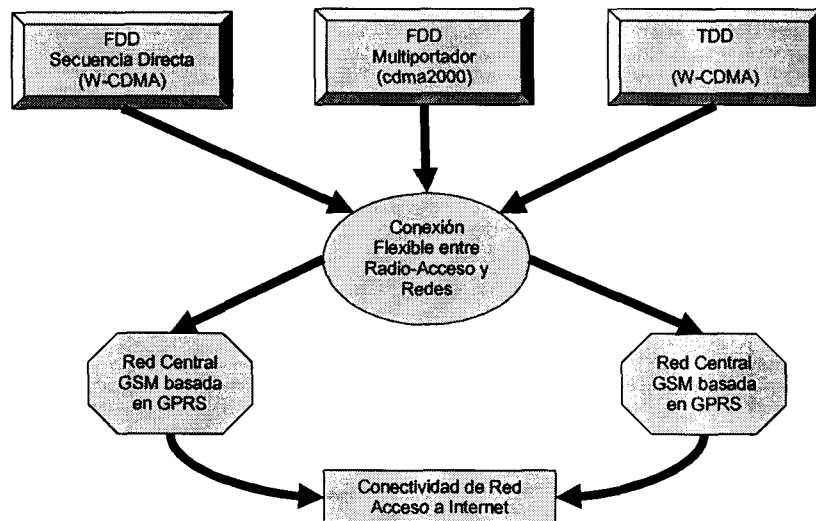 FDD
Secuencia Directa
(W-CDMA)
FDD
Multiportador
(cdma2000)
TDD
(W-CDMA)
Conexión
Flexible entre
Radio-Acceso y
Redes
Red Central
GSM basada
en GPRS
Red Central
GSM basada
en GPRS
Conectividad de Red
Acceso a Internet